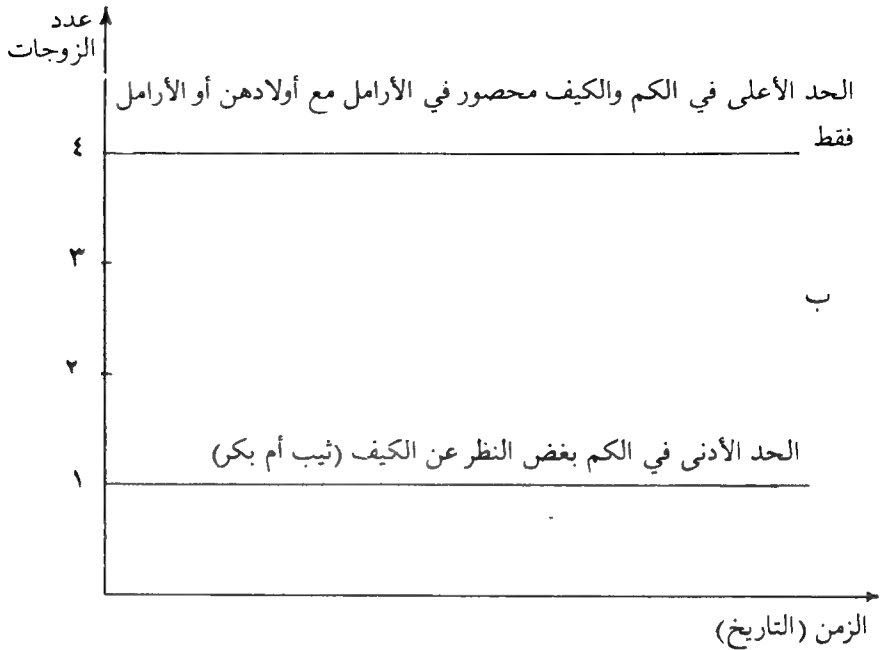 عدد
الزوجات
الحد الأعلى في الكم والكيف محصور في الأرامل مع أولادهن أو الأرامل
فقط
٤
٣
ب
٢
الحد الأدنى في الكم بغض النظر عن الكيف (ثيب أم بكر)
١
الزمن (التاريخ)